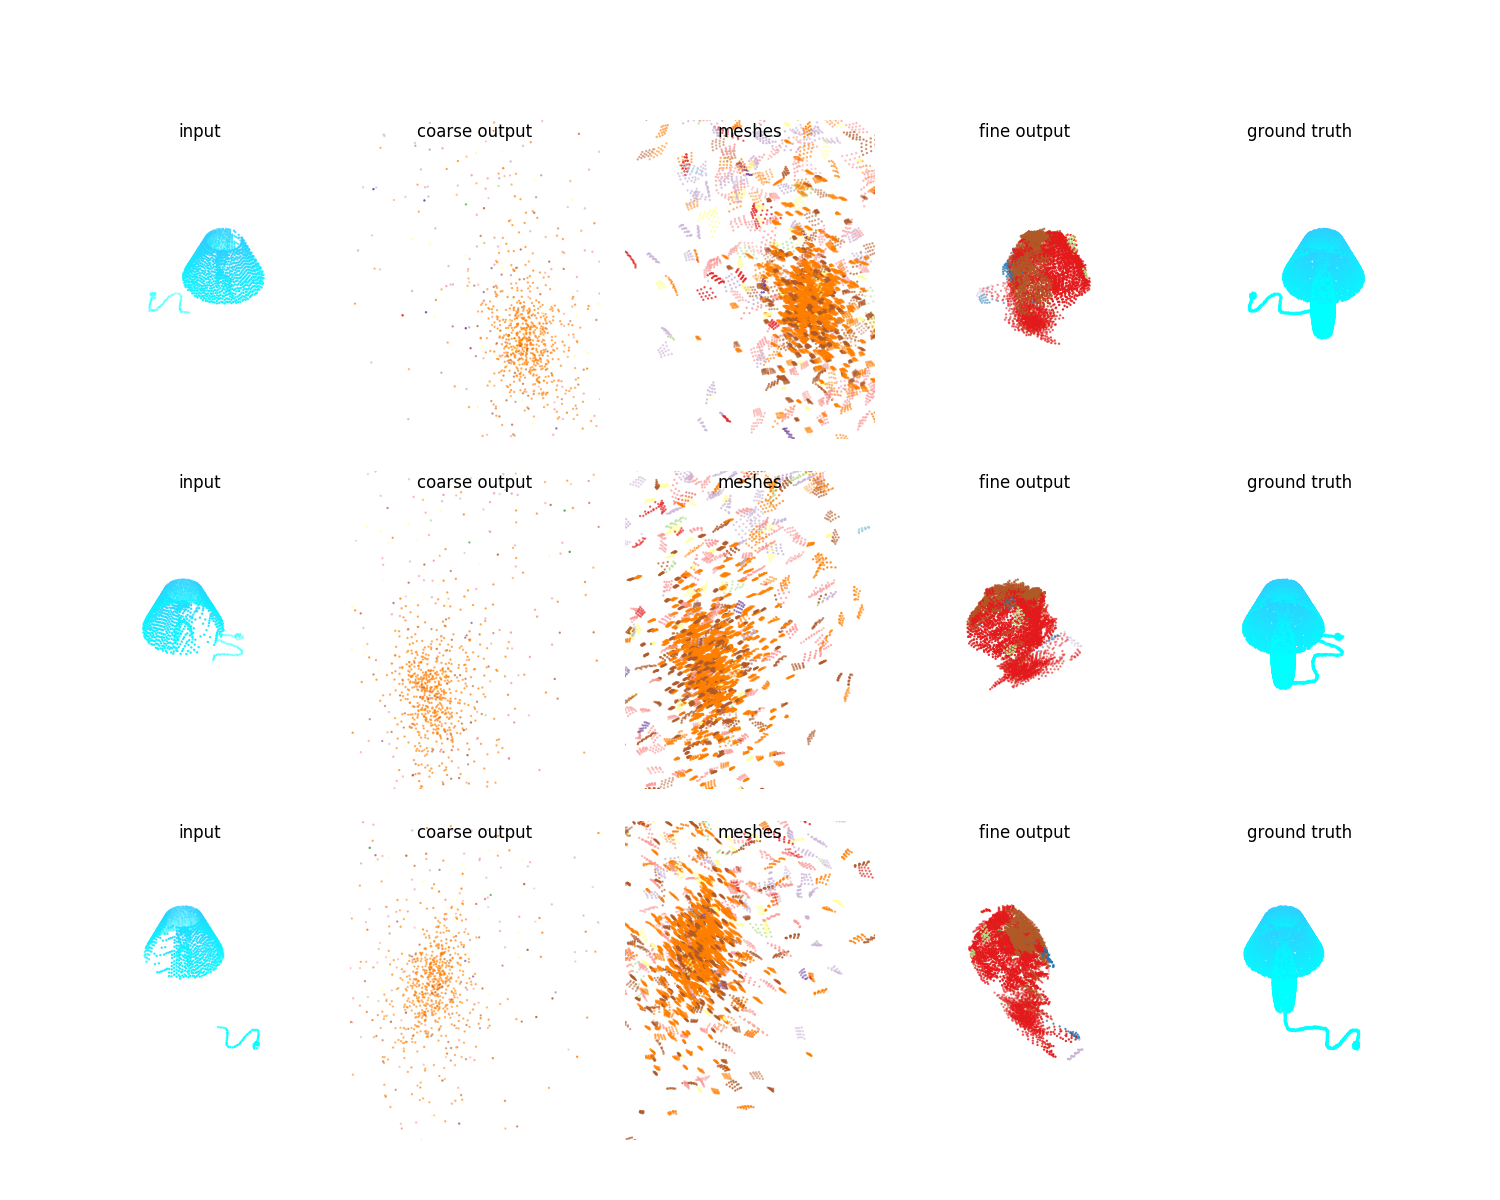 input
coarse output
meshes
fine output
ground truth
input
coarse output
meshes
fine output
ground truth
input
coarse output
meshes
fine output
ground truth